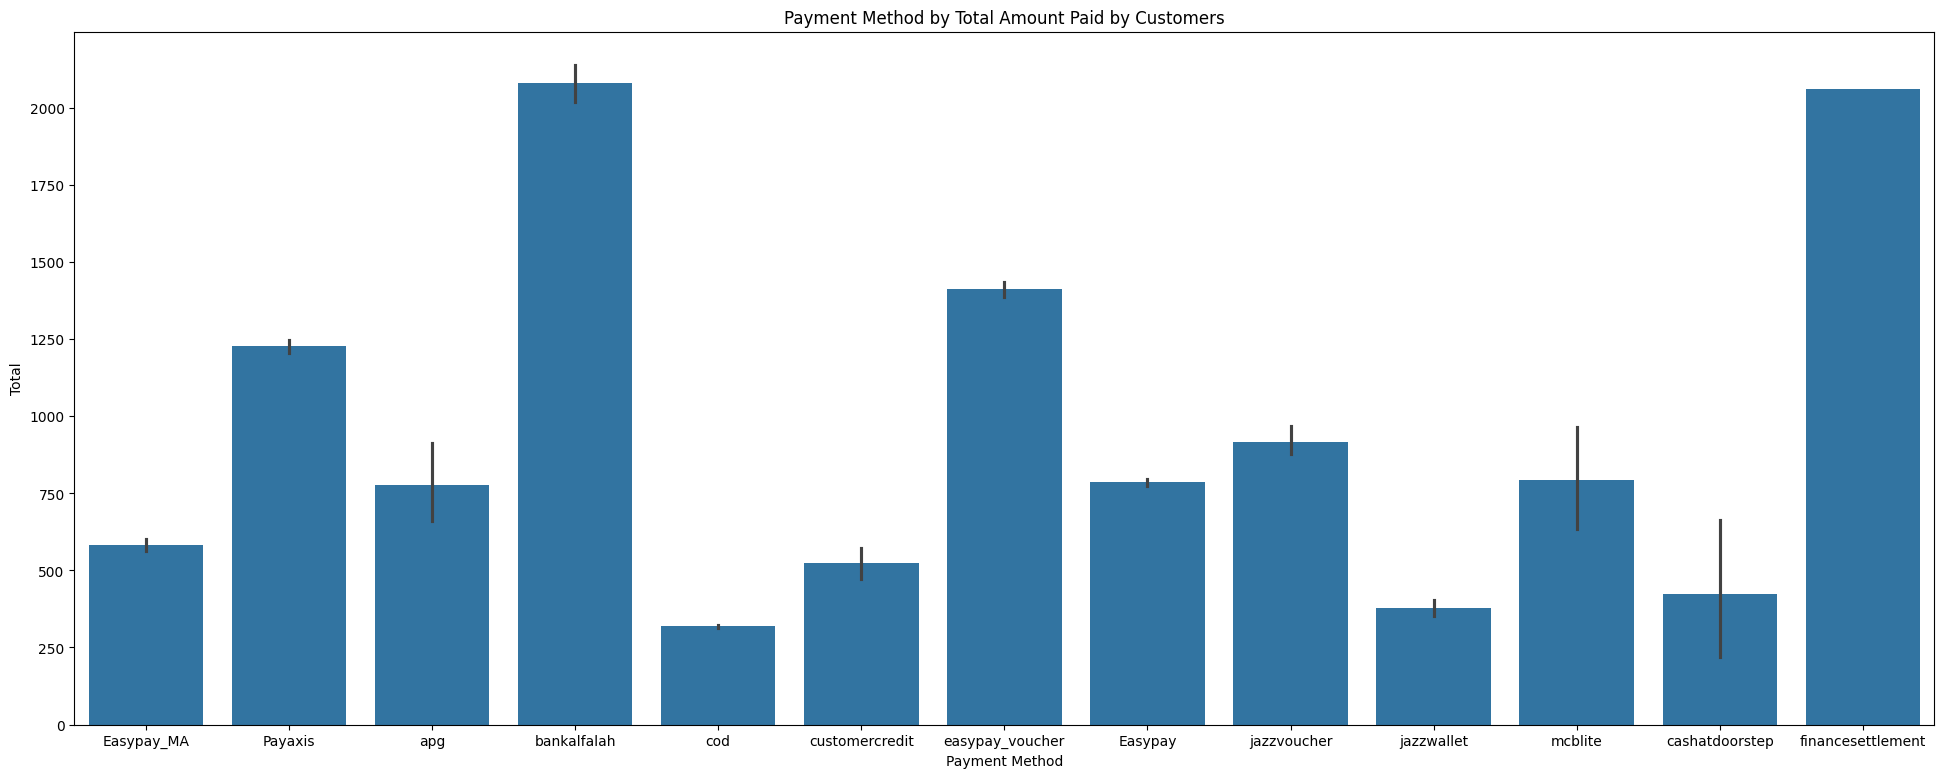 Payment Method by Total Amount Paid by Customers
Total
2000
1750
1500
1250
1000
750
500
250
0
Easypay_MA Payaxis apg bankalfalah cod customercredit easypay_voucher Easypay jazzvoucher jazzwallet mcblite cashatdoorstep financesettlement
Payment Method